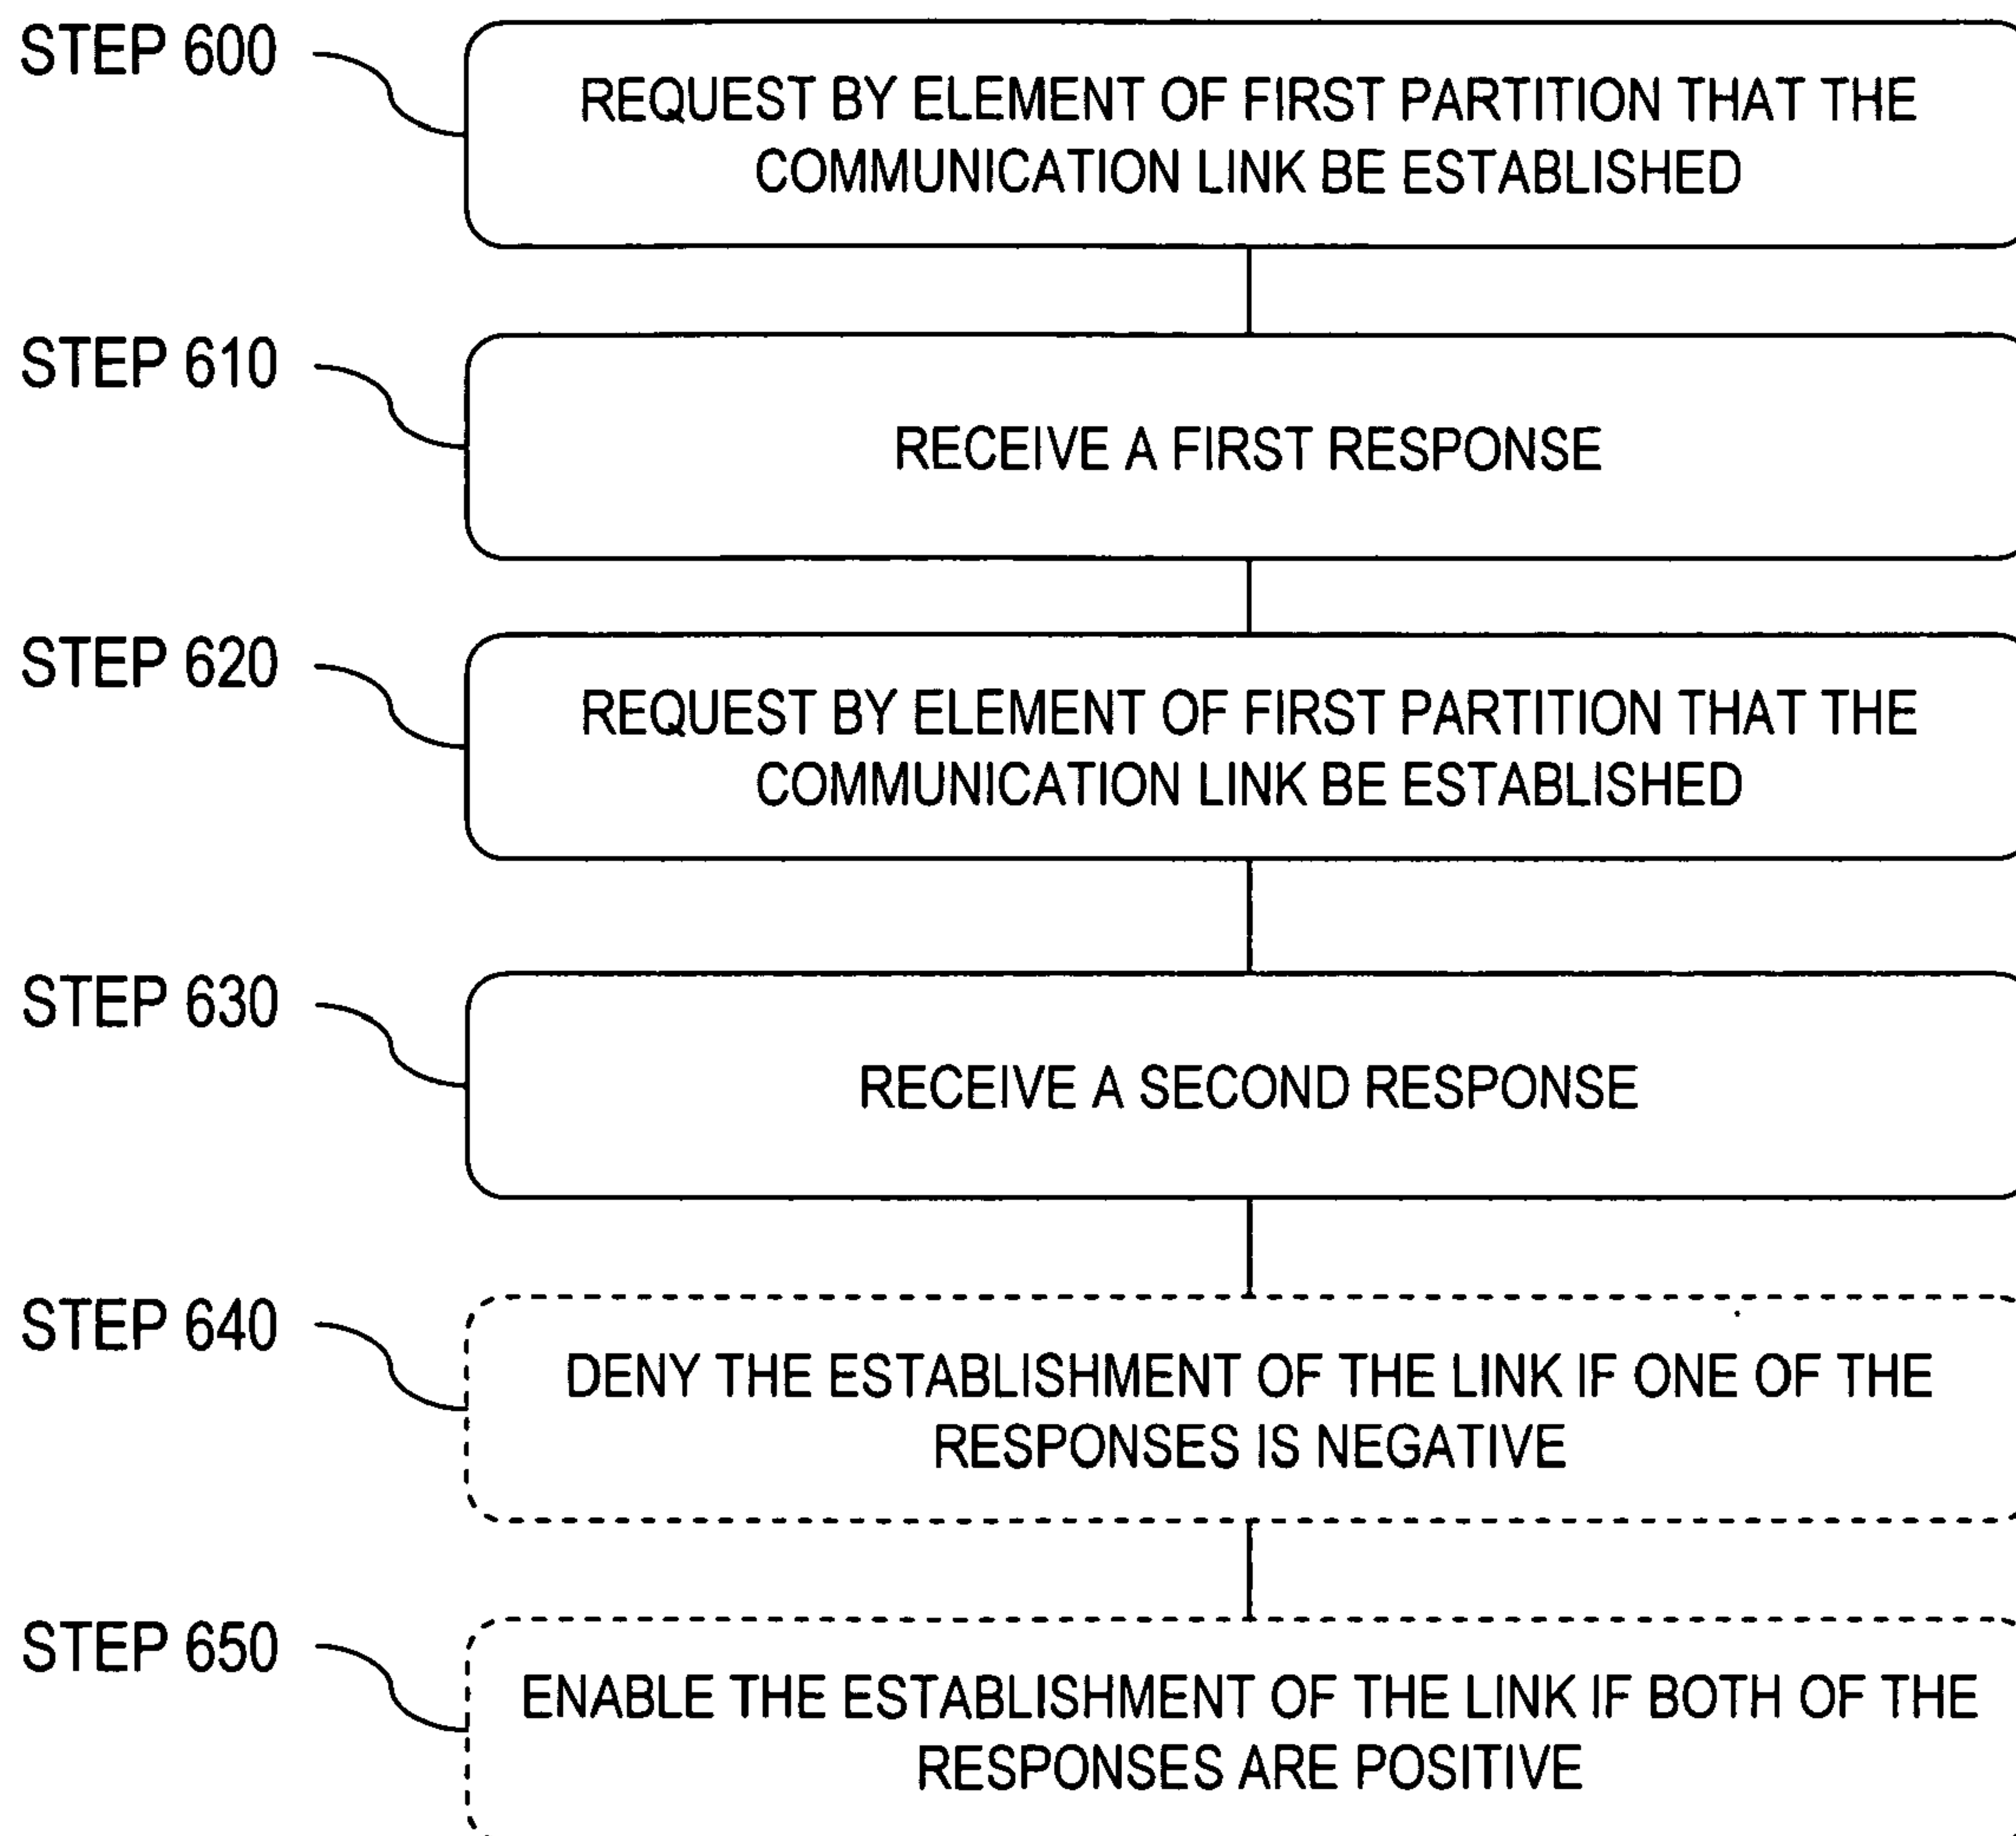 STEP 600
REQUEST BY ELEMENT OF FIRST PARTITION THAT THE
COMMUNICATION LINK BE ESTABLISHED
STEP 610
RECEIVE A FIRST RESPONSE
STEP 620
REQUEST BY ELEMENT OF FIRST PARTITION THAT THE
COMMUNICATION LINK BE ESTABLISHED
STEP 630
RECEIVE A SECOND RESPONSE
STEP 640
DENY THE ESTABLISHMENT OF THE LINK IF ONE OF THE
RESPONSES IS NEGATIVE
STEP 650
ENABLE THE ESTABLISHMENT OF THE LINK IF BOTH OF THE
RESPONSES ARE POSITIVE